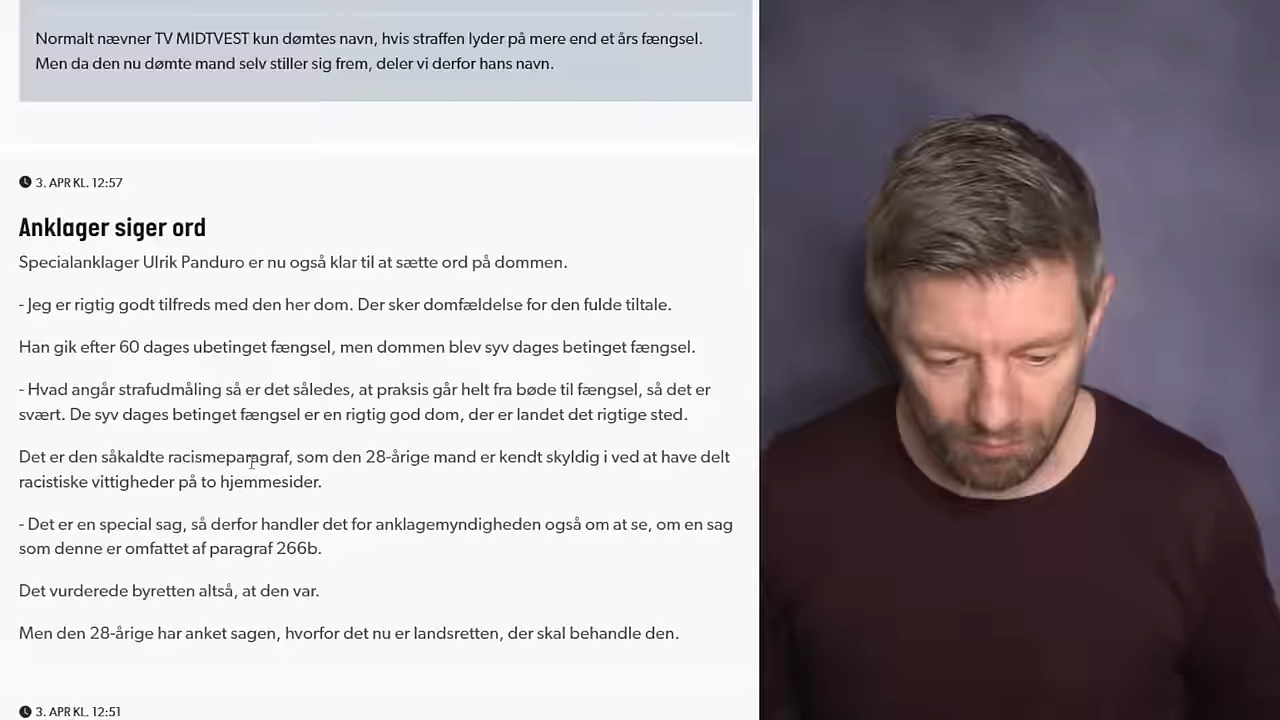 Normalt nævner TV MIDTVEST kun dømtes navn, hvis straffen lyder på mere end et års fængsel.
Men da den nu dømte mand selv stiller sig frem, deler vi derfor hans navn.
3. APR KL. 12:57
Anklager siger ord
Specialanklager Ulrik Panduro er nu også klar til at sætte ord på dommen.
- Jeg er rigtig godt tilfreds med den her dom. Der sker domfældelse for den fulde tiltale.
Han gik efter 60 dages ubetinget fængsel, men dommen blev syv dages betinget fængsel.
- Hvad angår strafudmåling så er det således, at praksis går helt fra bøde til fængsel, så det er
svært. De syv dages betinget fængsel er en rigtig god dom, der er landet det rigtige sted.
Det er den såkaldte racismeparagraf, som den 28-årige mand er kendt skyldig i ved at have delt
racistiske vittigheder på to hjemmesider.
- Det er en special sag, så derfor handler det for anklagemyndigheden også om at se, om en sag
som denne er omfattet af paragraf 266b.
Det vurderede byretten altså, at den var.
Men den 28-årige har anket sagen, hvorfor det nu er landsretten, der skal behandle den.
3. APR KL. 12:51